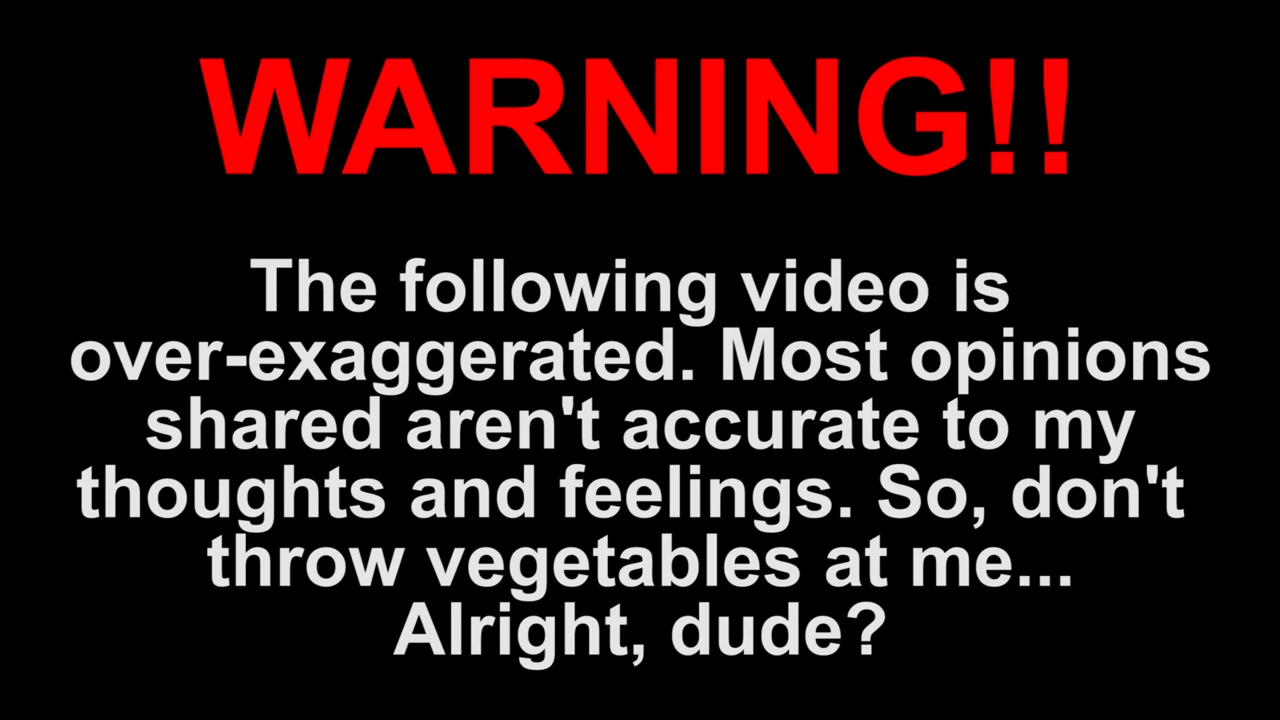 WARNING!!
The following video is
over-exaggerated. Most opinions
shared aren't accurate to my
thoughts and feelings. So, don't
throw vegetables at me...
Alright, dude?